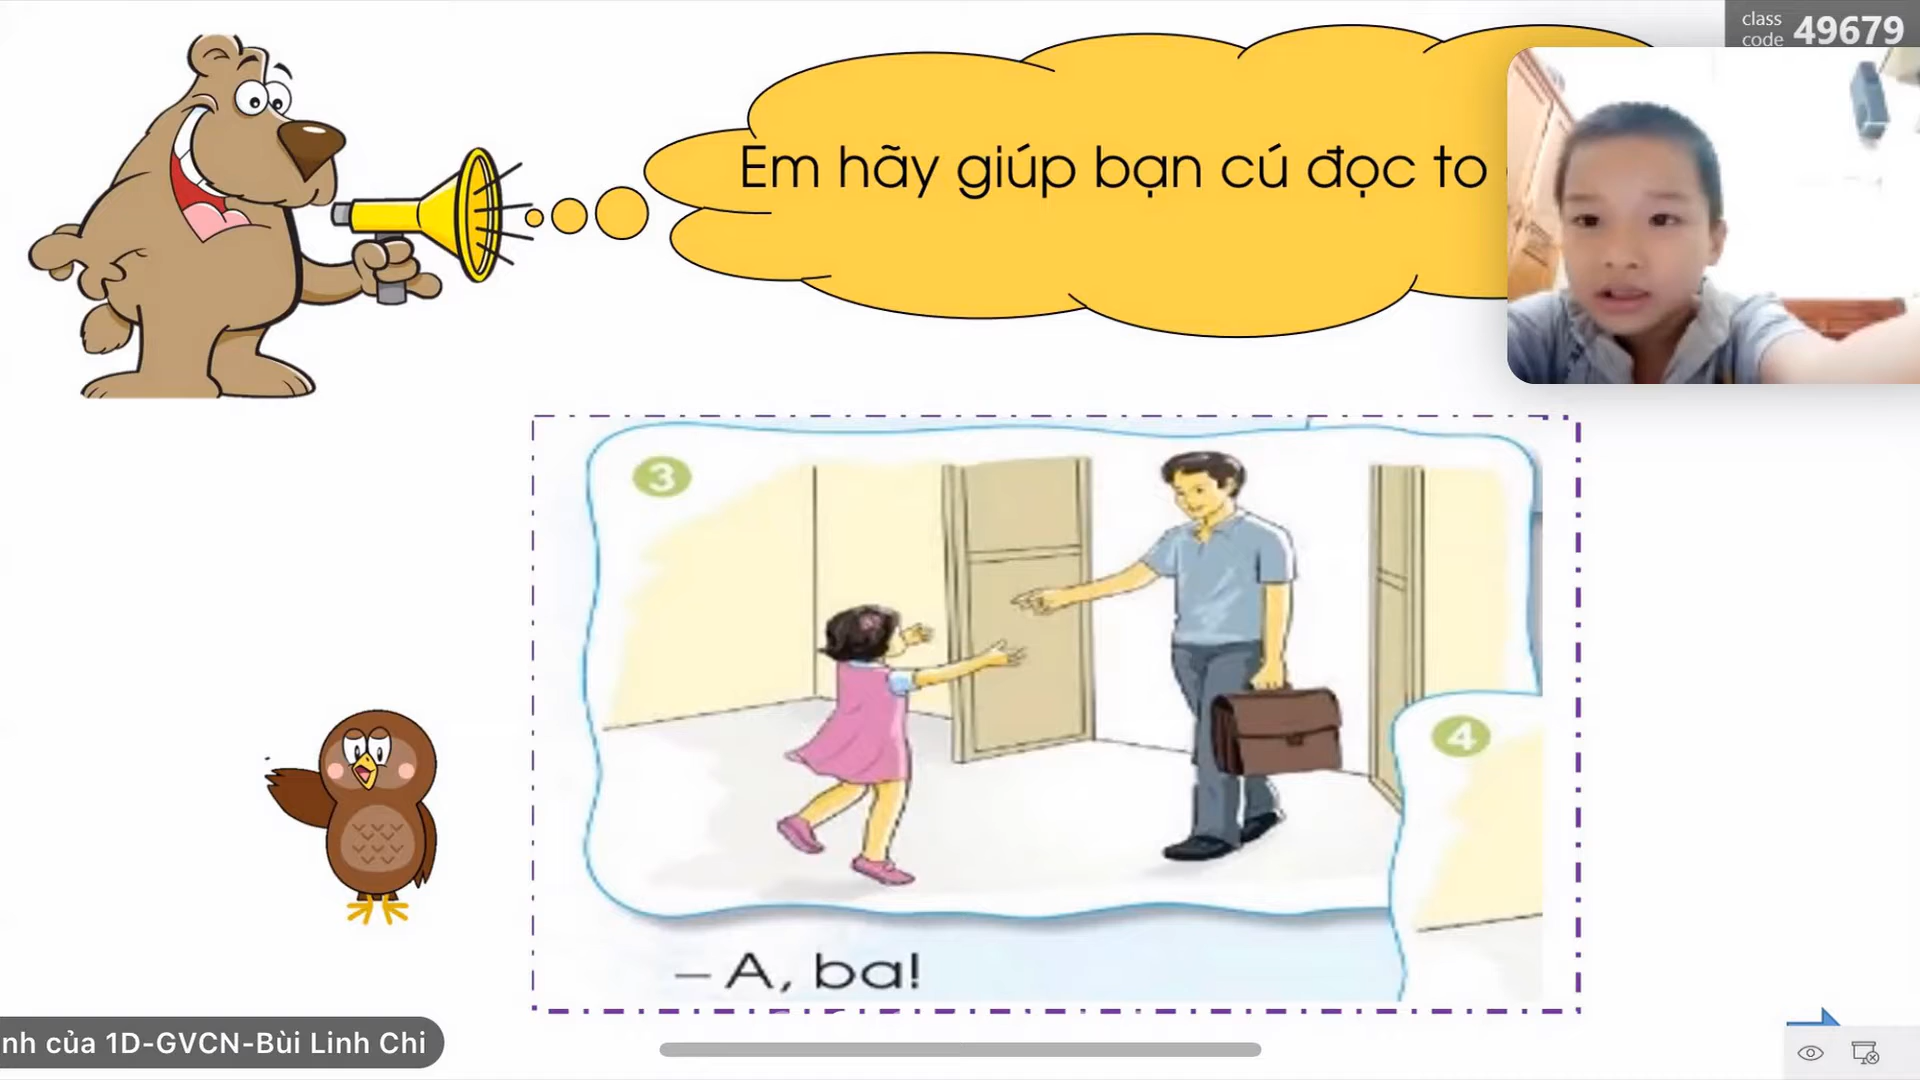 class
code 49679
Em hãy giúp bạn cú đọc to
3
4
– A, ba!
nh của 1D-GVCN-Bùi Linh Chi